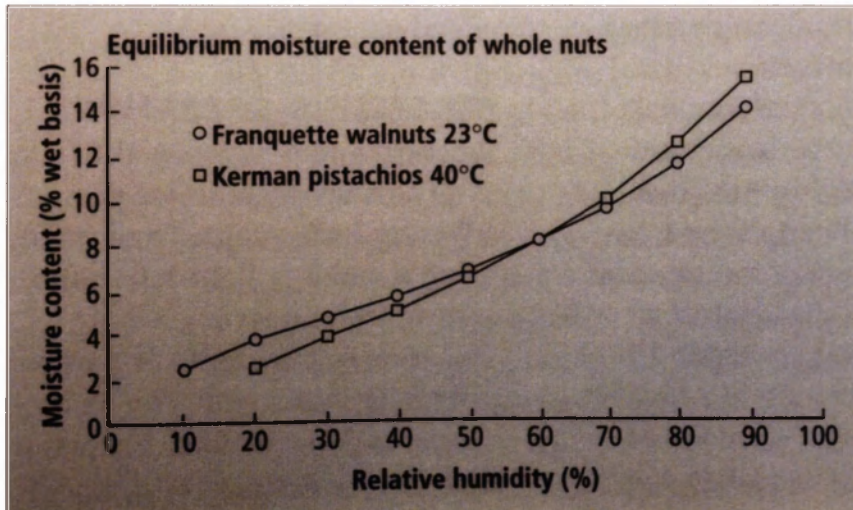 Equilibrium moisture content of whole nuts
16
14
12
10
8
6
4
2
0
Moisture content (% wet basis)
Franquette walnuts 23°C
Kerman pistachios 40°C
0 10 20 30 40 50 60 70 80 90 100
Relative humidity (%)